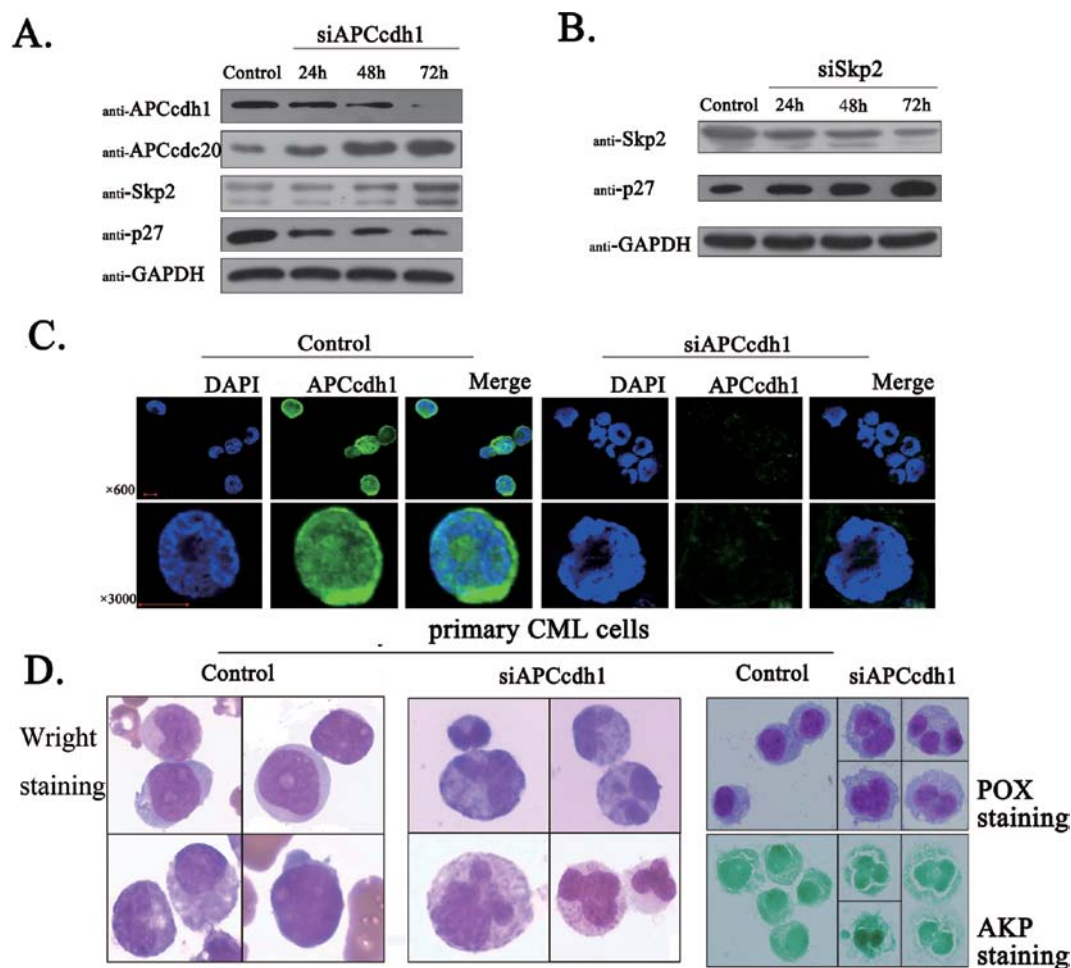 A.
siAPCcdh1
Control 24h 48h 72h
anti-APCcdh1
anti-APCcdc20
anti-Skp2
anti-p27
anti-GAPDH
B.
siSkp2
Control 24h 48h 72h
anti-Skp2
anti-p27
anti-GAPDH
C.
Control siAPCcdh1
DAPI APCcdh1 Merge DAPI APCcdh1 Merge
×600
×3000
primary CML cells
D.
Control siAPCcdh1 Control siAPCcdh1
Wright
staining
POX
staining
AKP
staining